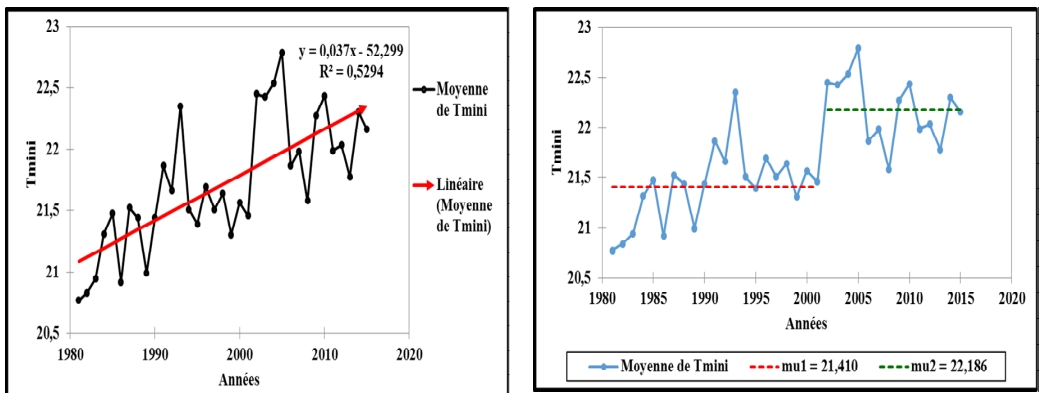 23
22,5
22
21,5
21
20,5
Tmini
1980
1990
2000
2010
2020
Années
y = 0,037x - 52,299
R² = 0,5294
Moyenne
de Tmini
Linéaire
(Moyenne
de Tmini)
23
22,5
22
21,5
21
20,5
Tmini
1980
1985
1990
1995
2000
2005
2010
2015
2020
Années
Moyenne de Tmini
mu1 = 21,410
mu2 = 22,186